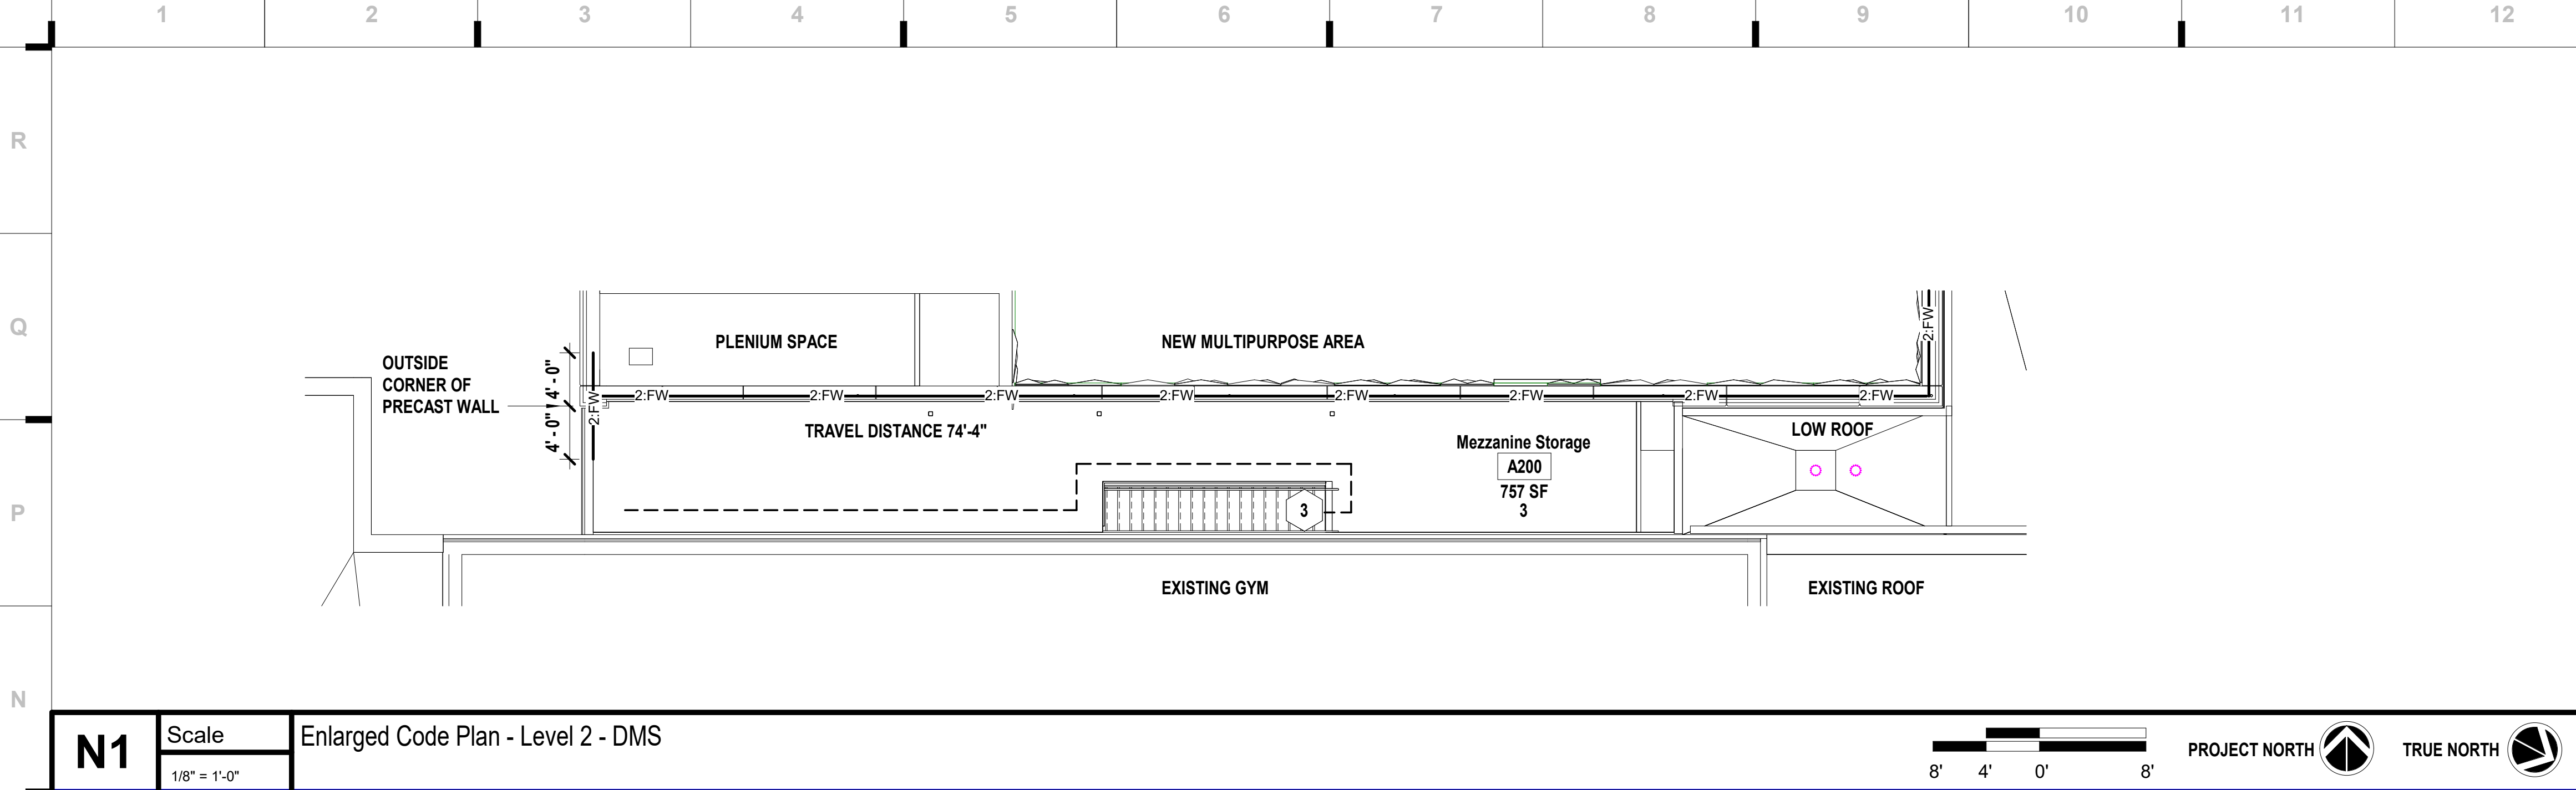 1 2 3 4 5 6 7 8 9 10 11 12
R
Q
P
N
PLENIUM SPACE
NEW MULTIPURPOSE AREA
OUTSIDE
CORNER OF
PRECAST WALL
4' - 0"
4' - 0"
2:FW
2:FW
2:FW 2:FW 2:FW 2:FW 2:FW 2:FW 2:FW 2:FW
TRAVEL DISTANCE 74'-4"
Mezzanine Storage
A200
757 SF
3
3
LOW ROOF
EXISTING GYM
EXISTING ROOF
N1
Scale
1/8" = 1'-0"
Enlarged Code Plan - Level 2 - DMS
8' 4' 0' 8'
PROJECT NORTH
TRUE NORTH